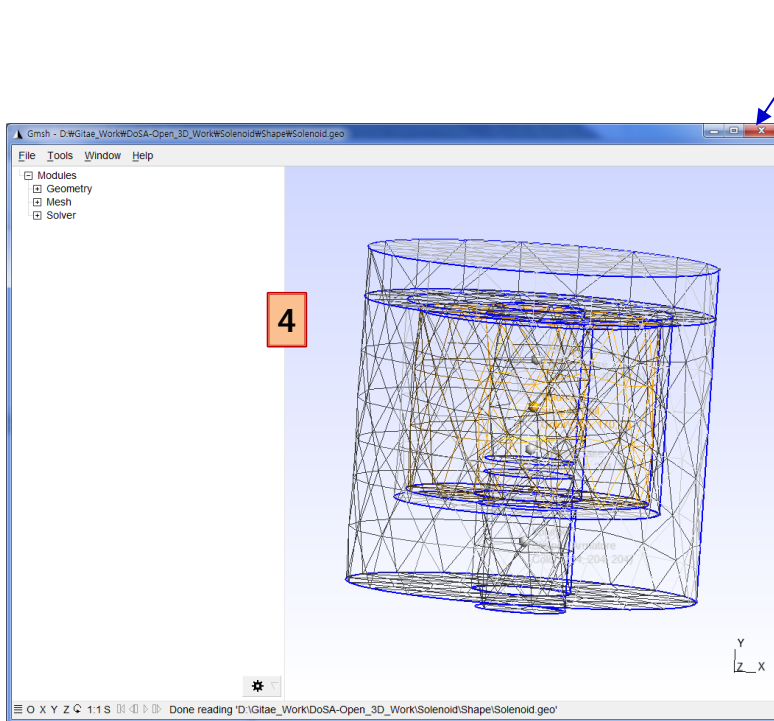 Gmsh - D:₩Gitae_Work₩DoSA-Open_3D_Work₩Solenoid₩Shape₩Solenoid.geo
File Tools Window Help
Modules
Geometry
Mesh
Solver
4
Armature
Y
Z X
O X Y Z 1:1 S Done reading 'D:\Gitae_Work\DoSA-Open_3D_Work\Solenoid\Shape\Solenoid.geo'